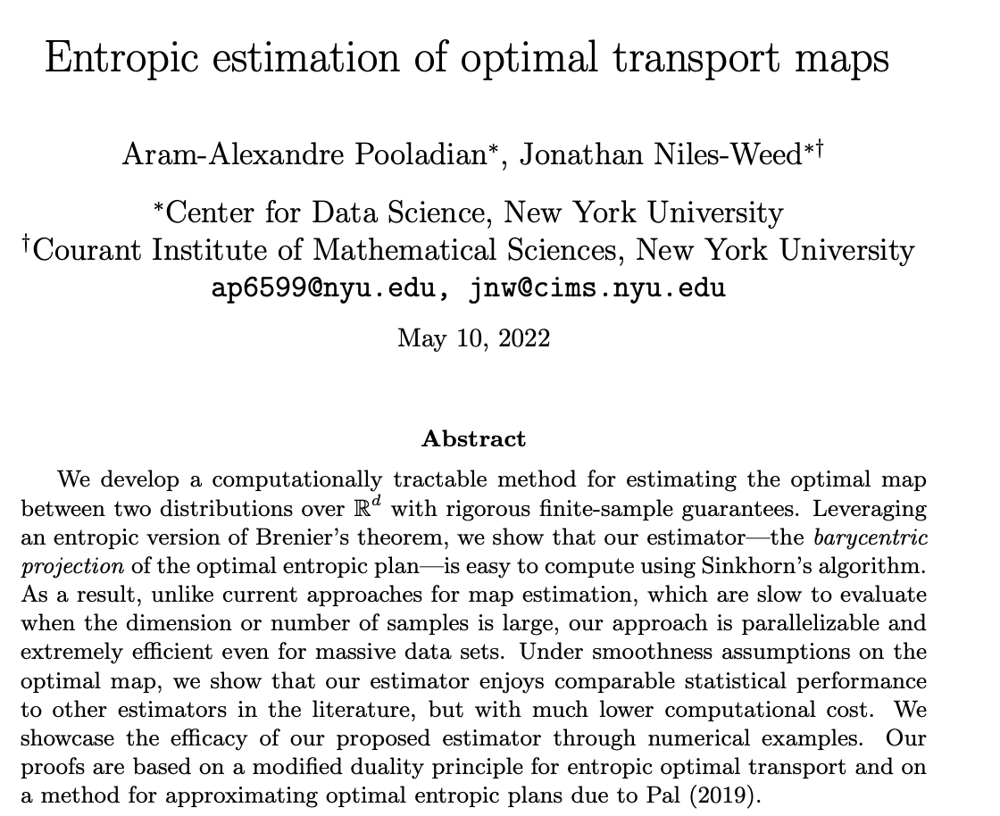 Entropic estimation of optimal transport maps
Aram-Alexandre Pooladian*, Jonathan Niles-Weed*†
*Center for Data Science, New York University
†Courant Institute of Mathematical Sciences, New York University
ap6599@nyu.edu, jnw@cims.nyu.edu
May 10, 2022
Abstract
We develop a computationally tractable method for estimating the optimal map
between two distributions over ℝᵈ with rigorous finite-sample guarantees. Leveraging
an entropic version of Brenier's theorem, we show that our estimator—the barycentric
projection of the optimal entropic plan—is easy to compute using Sinkhorn's algorithm.
As a result, unlike current approaches for map estimation, which are slow to evaluate
when the dimension or number of samples is large, our approach is parallelizable and
extremely efficient even for massive data sets. Under smoothness assumptions on the
optimal map, we show that our estimator enjoys comparable statistical performance
to other estimators in the literature, but with much lower computational cost. We
showcase the efficacy of our proposed estimator through numerical examples. Our
proofs are based on a modified duality principle for entropic optimal transport and on
a method for approximating optimal entropic plans due to Pal (2019).